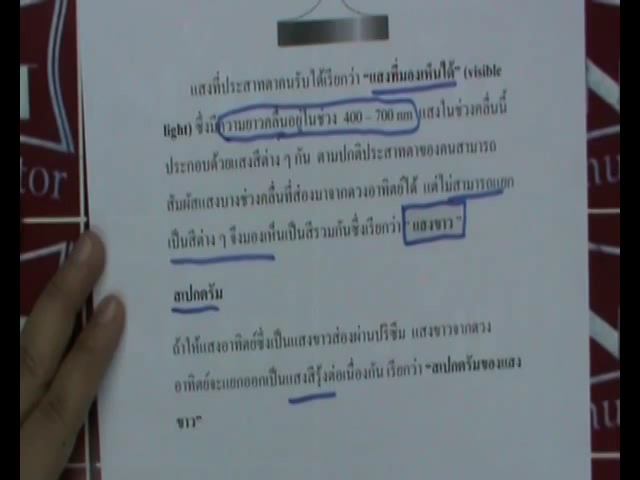 แสงที่ประสาทตาคนรับได้เรียกว่า “แสงที่มองเห็นได้” (visible
light) ซึ่งมีความยาวคลื่นอยู่ในช่วง 400 – 700 nm แสงในช่วงคลื่นนี้
ประกอบด้วยแสงสีต่าง ๆ กัน ตามปกติประสาทตาของคนสามารถ
สัมผัสแสงบางช่วงคลื่นที่ส่องมาจากดวงอาทิตย์ได้ แต่ไม่สามารถแยก
เป็นสีต่าง ๆ จึงมองเห็นเป็นสีรวมกันซึ่งเรียกว่า “แสงขาว”
สเปกตรัม
ถ้าให้แสงอาทิตย์ซึ่งเป็นแสงขาวส่องผ่านปริซึม แสงขาวจากดวง
อาทิตย์จะแยกออกเป็นแสงสีรุ้งต่อเนื่องกัน เรียกว่า “สเปกตรัมของแสง
ขาว”
tor